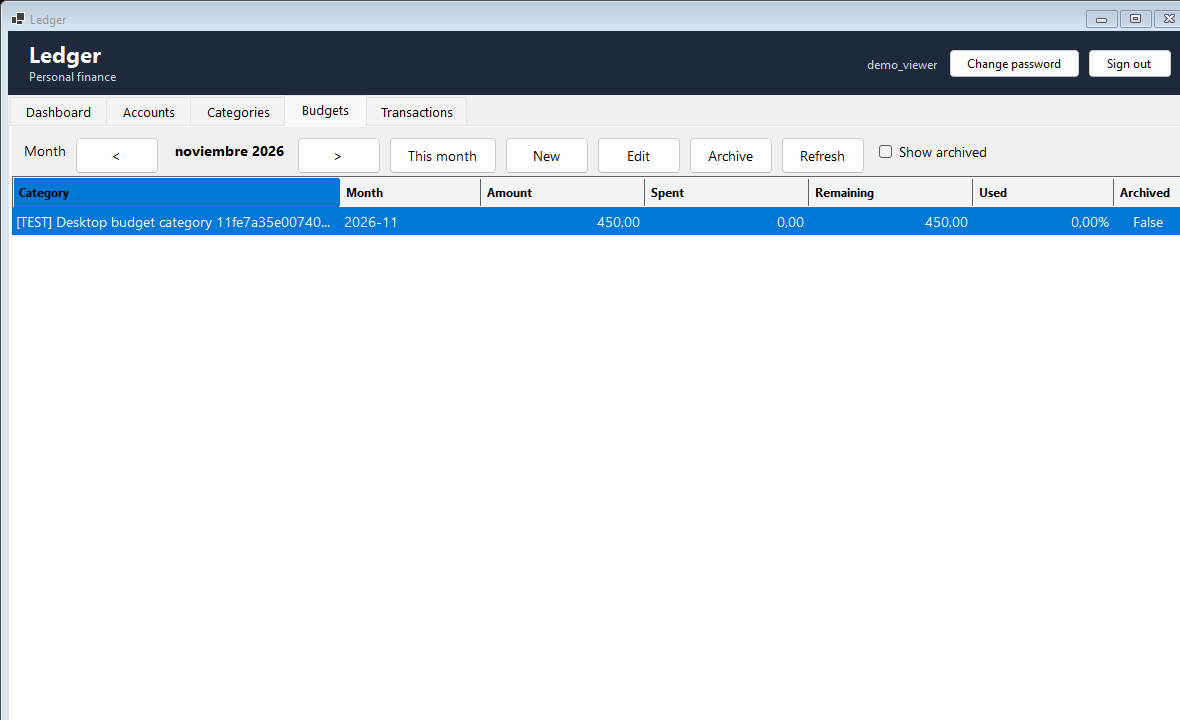 Ledger
Ledger
Personal finance
demo_viewer
Change password
Sign out
Dashboard
Accounts
Categories
Budgets
Transactions
Month
<
noviembre 2026
>
This month
New
Edit
Archive
Refresh
Show archived
Category Month Amount Spent Remaining Used Archived
[TEST] Desktop budget category 11fe7a35e00740... 2026-11 450,00 0,00 450,00 0,00% False